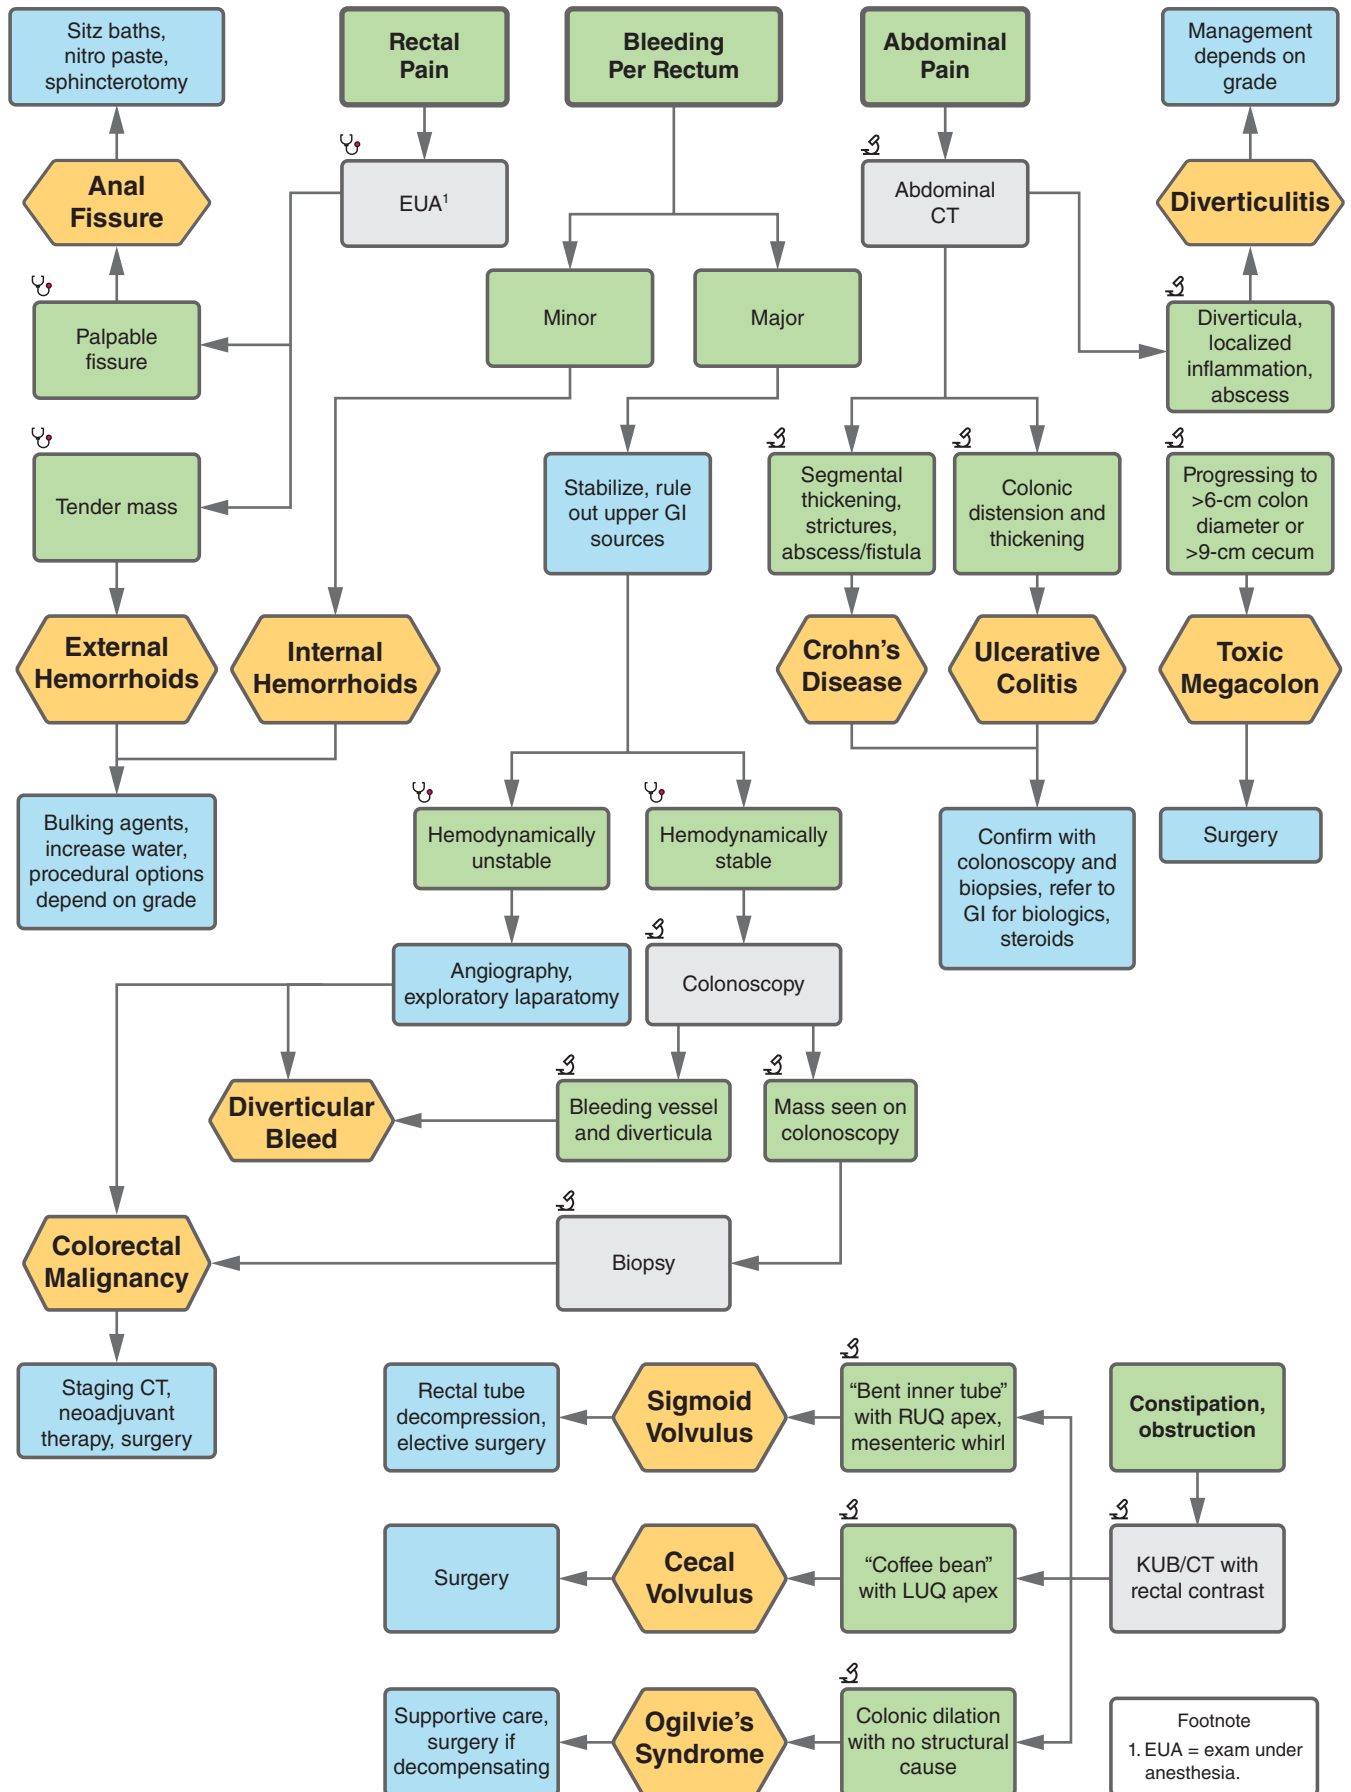 Sitz baths,
nitro paste,
sphincterotomy
Rectal
Pain
Bleeding
Per Rectum
Abdominal
Pain
Management
depends on
grade
Anal
Fissure
EUA¹
Abdominal
CT
Diverticulitis
Palpable
fissure
Minor
Major
Diverticula,
localized
inflammation,
abscess
Tender mass
Stabilize, rule
out upper GI
sources
Segmental
thickening,
strictures,
abscess/fistula
Colonic
distension and
thickening
Progressing to
>6-cm colon
diameter or
>9-cm cecum
External
Hemorrhoids
Internal
Hemorrhoids
Crohn's
Disease
Ulcerative
Colitis
Toxic
Megacolon
Bulking agents,
increase water,
procedural options
depend on grade
Hemodynamically
unstable
Hemodynamically
stable
Confirm with
colonoscopy and
biopsies, refer to
GI for biologics,
steroids
Surgery
Angiography,
exploratory laparatomy
Colonoscopy
Diverticular
Bleed
Bleeding vessel
and diverticula
Mass seen on
colonoscopy
Colorectal
Malignancy
Biopsy
Staging CT,
neoadjuvant
therapy, surgery
Rectal tube
decompression,
elective surgery
Sigmoid
Volvulus
“Bent inner tube”
with RUQ apex,
mesenteric whirl
Constipation,
obstruction
Surgery
Cecal
Volvulus
“Coffee bean”
with LUQ apex
KUB/CT with
rectal contrast
Supportive care,
surgery if
decompensating
Ogilvie's
Syndrome
Colonic dilation
with no structural
cause
Footnote
1. EUA = exam under
anesthesia.